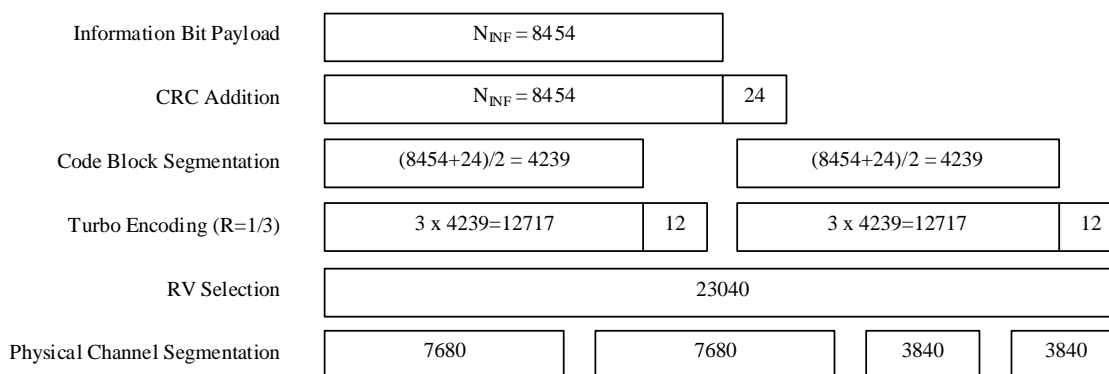 Information Bit Payload N_INF = 8454
CRC Addition N_INF = 8454 24
Code Block Segmentation (8454+24)/2 = 4239 (8454+24)/2 = 4239
Turbo Encoding (R=1/3) 3 x 4239=12717 12 3 x 4239=12717 12
RV Selection 23040
Physical Channel Segmentation 7680 7680 3840 3840